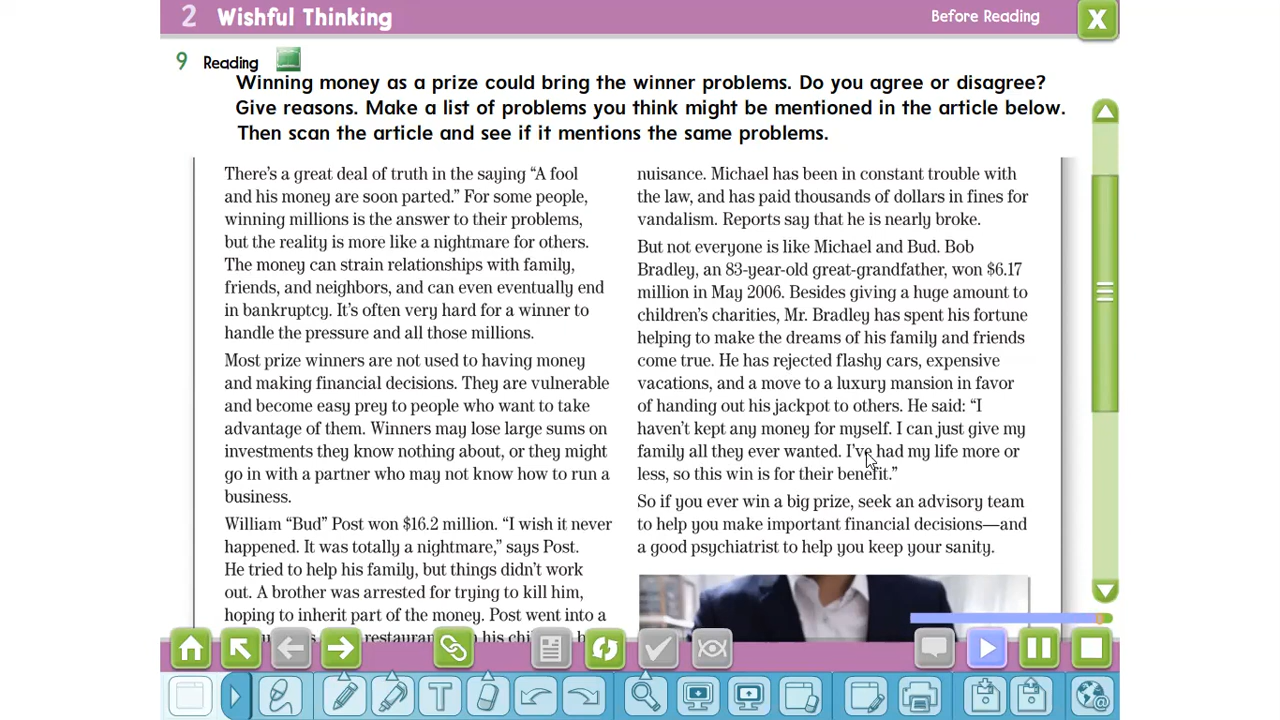 2 Wishful Thinking
Before Reading
X
9 Reading
Winning money as a prize could bring the winner problems. Do you agree or disagree?
Give reasons. Make a list of problems you think might be mentioned in the article below.
Then scan the article and see if it mentions the same problems.
There's a great deal of truth in the saying “A fool
and his money are soon parted.” For some people,
winning millions is the answer to their problems,
but the reality is more like a nightmare for others.
The money can strain relationships with family,
friends, and neighbors, and can even eventually end
in bankruptcy. It's often very hard for a winner to
handle the pressure and all those millions.
Most prize winners are not used to having money
and making financial decisions. They are vulnerable
and become easy prey to people who want to take
advantage of them. Winners may lose large sums on
investments they know nothing about, or they might
go in with a partner who may not know how to run a
business.
William “Bud” Post won $16.2 million. “I wish it never
happened. It was totally a nightmare,” says Post.
He tried to help his family, but things didn't work
out. A brother was arrested for trying to kill him,
hoping to inherit part of the money. Post went into a
nuisance. Michael has been in constant trouble with
the law, and has paid thousands of dollars in fines for
vandalism. Reports say that he is nearly broke.
But not everyone is like Michael and Bud. Bob
Bradley, an 83-year-old great-grandfather, won $6.17
million in May 2006. Besides giving a huge amount to
children's charities, Mr. Bradley has spent his fortune
helping to make the dreams of his family and friends
come true. He has rejected flashy cars, expensive
vacations, and a move to a luxury mansion in favor
of handing out his jackpot to others. He said: “I
haven't kept any money for myself. I can just give my
family all they ever wanted. I've had my life more or
less, so this win is for their benefit.”
So if you ever win a big prize, seek an advisory team
to help you make important financial decisions—and
a good psychiatrist to help you keep your sanity.
T